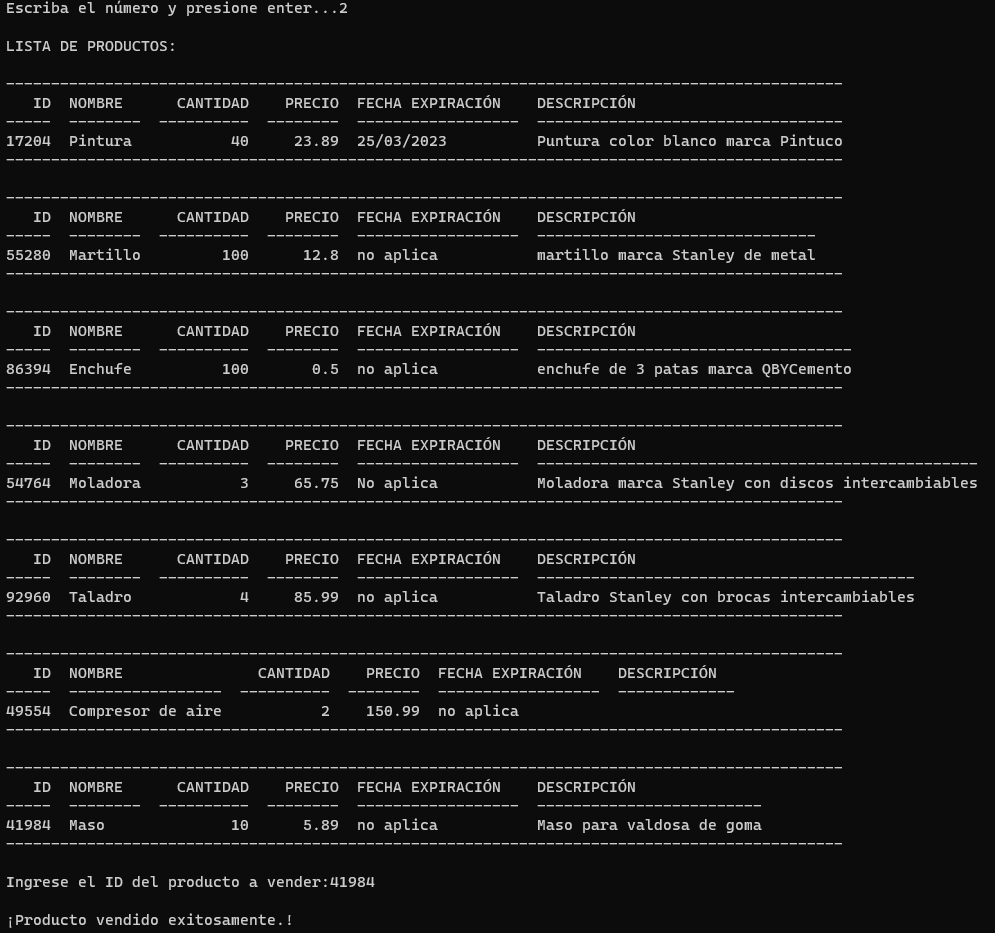 Escriba el número y presione enter...2
LISTA DE PRODUCTOS:
ID NOMBRE CANTIDAD PRECIO FECHA EXPIRACIÓN DESCRIPCIÓN
17204 Pintura 40 23.89 25/03/2023 Puntura color blanco marca Pintuco
ID NOMBRE CANTIDAD PRECIO FECHA EXPIRACIÓN DESCRIPCIÓN
55280 Martillo 100 12.8 no aplica martillo marca Stanley de metal
ID NOMBRE CANTIDAD PRECIO FECHA EXPIRACIÓN DESCRIPCIÓN
86394 Enchufe 100 0.5 no aplica enchufe de 3 patas marca QBYCemento
ID NOMBRE CANTIDAD PRECIO FECHA EXPIRACIÓN DESCRIPCIÓN
54764 Moladora 3 65.75 No aplica Moladora marca Stanley con discos intercambiables
ID NOMBRE CANTIDAD PRECIO FECHA EXPIRACIÓN DESCRIPCIÓN
92960 Taladro 4 85.99 no aplica Taladro Stanley con brocas intercambiables
ID NOMBRE CANTIDAD PRECIO FECHA EXPIRACIÓN DESCRIPCIÓN
49554 Compresor de aire 2 150.99 no aplica
ID NOMBRE CANTIDAD PRECIO FECHA EXPIRACIÓN DESCRIPCIÓN
41984 Maso 10 5.89 no aplica Maso para valdosa de goma
Ingrese el ID del producto a vender:41984
¡Producto vendido exitosamente.!